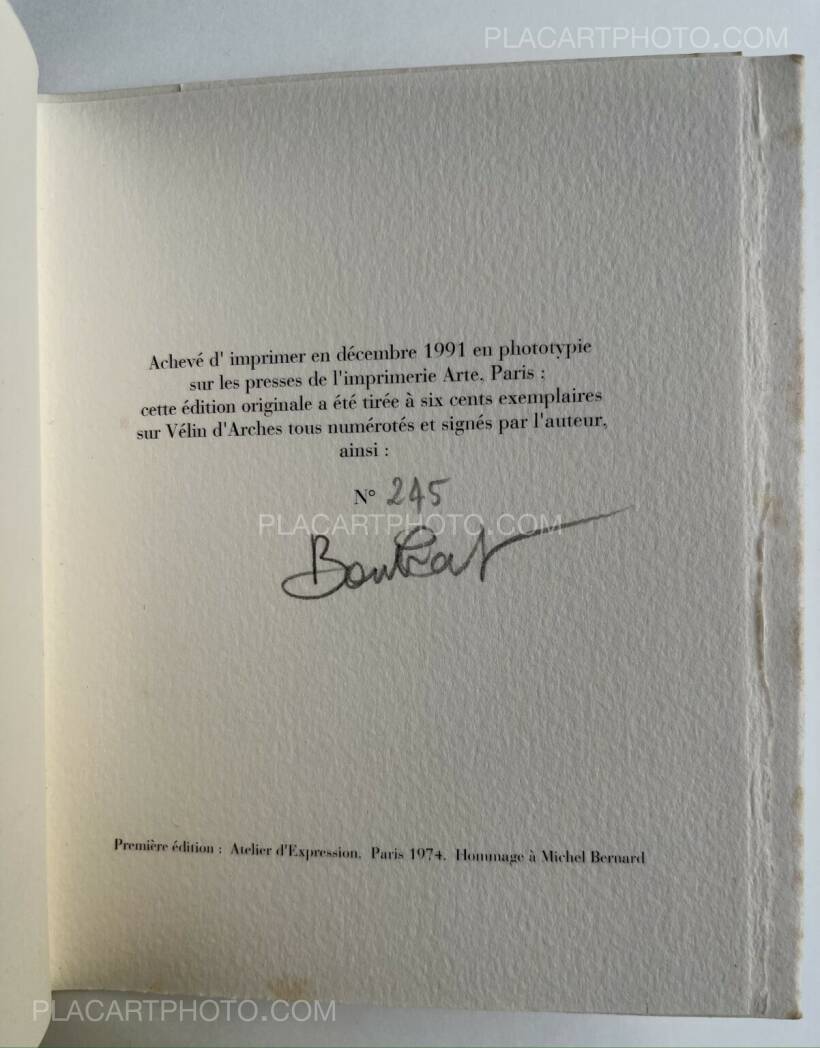 PLACARTPHOTO.COM
Achevé d' imprimer en décembre 1991 en phototypie
sur les presses de l'imprimerie Arte. Paris :
cette édition originale a été tirée à six cents exemplaires
sur Vélin d'Arches tous numérotés et signés par l'auteur,
ainsi :
N° 245
PLACARTPHOTO.COM
Première édition : Atelier d'Expression. Paris 1974. Hommage à Michel Bernard
PLACARTPHOTO.COM